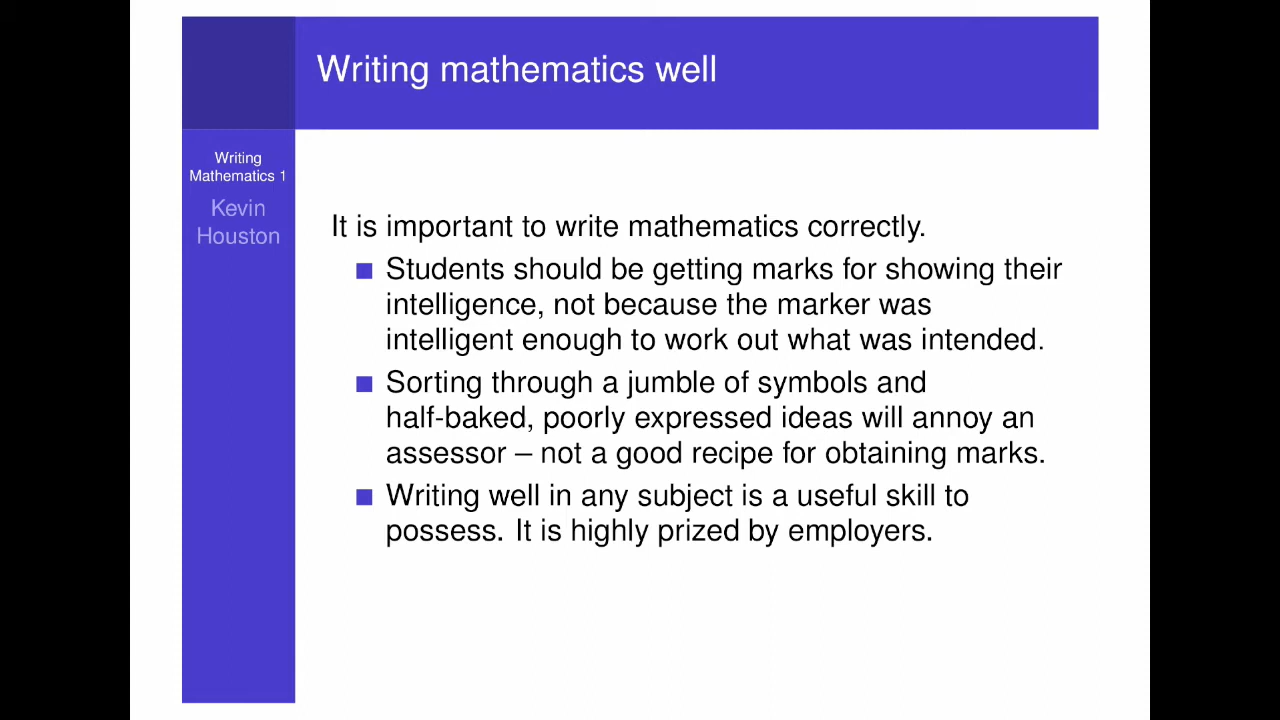 Writing mathematics well
Writing
Mathematics 1
Kevin
Houston
It is important to write mathematics correctly.
Students should be getting marks for showing their
intelligence, not because the marker was
intelligent enough to work out what was intended.
Sorting through a jumble of symbols and
half-baked, poorly expressed ideas will annoy an
assessor – not a good recipe for obtaining marks.
Writing well in any subject is a useful skill to
possess. It is highly prized by employers.